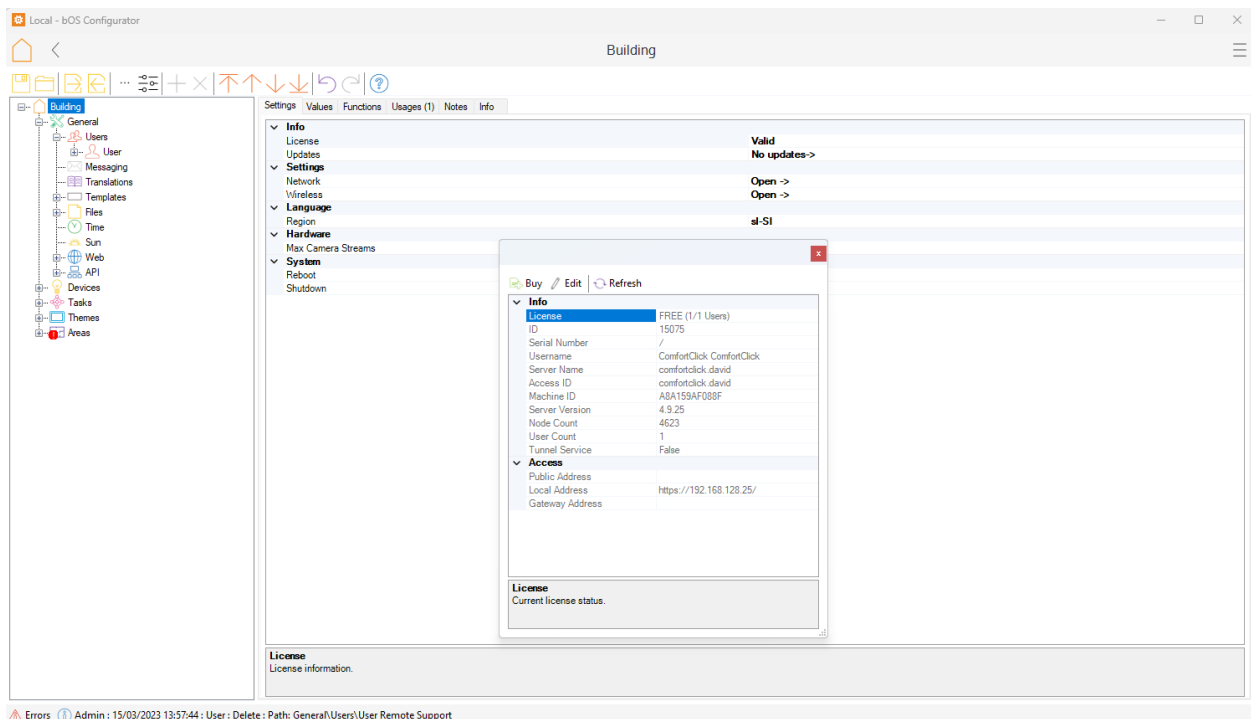 Local - bOS Configurator
Building
Building
General
Users
User
Messaging
Translations
Templates
Files
Time
Sun
Web
API
Devices
Tasks
Themes
Areas
Settings Values Functions Usages (1) Notes Info
Info
License Valid
Updates No updates->
Settings
Network Open ->
Wireless Open ->
Language
Region sl-SI
Hardware
Max Camera Streams
System
Reboot
Shutdown
Buy Edit Refresh
Info
License FREE (1/1 Users)
ID 15075
Serial Number /
Username ComfortClick ComfortClick
Server Name comfortclick.david
Access ID comfortclick.david
Machine ID A8A159AF088F
Server Version 4.9.25
Node Count 4623
User Count 1
Tunnel Service False
Access
Public Address
Local Address https://192.168.128.25/
Gateway Address
License
Current license status.
License
License information.
Errors Admin : 15/03/2023 13:57:44 : User : Delete : Path: General\Users\User Remote Support